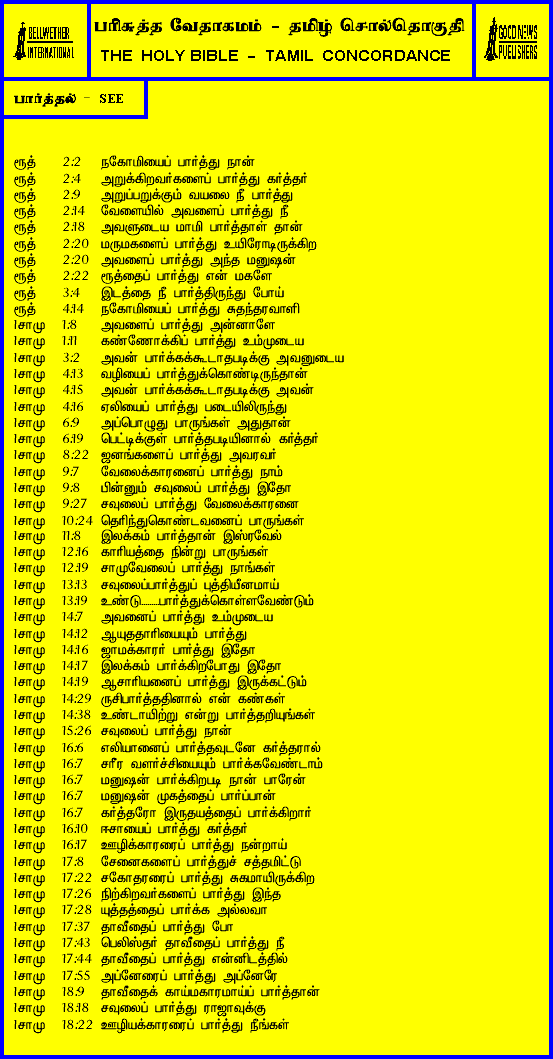 BELLWETHER
INTERNATIONAL
பரிசுத்த வேதாகமம் - தமிழ் சொல்தொகுதி
THE HOLY BIBLE - TAMIL CONCORDANCE
GOOD NEWS
PUBLISHERS
பார்த்தல் - SEE
ரூத் 2:2 நகோமியைப் பார்த்து நான்
ரூத் 2:4 அறுக்கிறவர்களைப் பார்த்து கர்த்தர்
ரூத் 2:9 அறுப்பறுக்கும் வயலை நீ பார்த்து
ரூத் 2:14 வேளையில் அவளைப் பார்த்து நீ
ரூத் 2:18 அவளுடைய மாமி பார்த்தாள் தான்
ரூத் 2:20 மருமகளைப் பார்த்து உயிரோடிருக்கிற
ரூத் 2:20 அவளைப் பார்த்து அந்த மனுஷன்
ரூத் 2:22 ரூத்தைப் பார்த்து என் மகளே
ரூத் 3:4 இடத்தை நீ பார்த்திருந்து போய்
ரூத் 4:14 நகோமியைப் பார்த்து சுதந்தரவாளி
1சாமு 1:8 அவளைப் பார்த்து அன்னாளே
1சாமு 1:11 கண்ணோக்கிப் பார்த்து உம்முடைய
1சாமு 3:2 அவன் பார்க்கக்கூடாதபடிக்கு அவனுடைய
1சாமு 4:13 வழியைப் பார்த்துக்கொண்டிருந்தான்
1சாமு 4:15 அவன் பார்க்கக்கூடாதபடிக்கு அவன்
1சாமு 4:16 ஏலியைப் பார்த்து படையிலிருந்து
1சாமு 6:9 அப்பொழுது பாருங்கள் அதுதான்
1சாமு 6:19 பெட்டிக்குள் பார்த்தபடியினால் கர்த்தர்
1சாமு 8:22 ஜனங்களைப் பார்த்து அவரவர்
1சாமு 9:7 வேலைக்காரனைப் பார்த்து நாம்
1சாமு 9:8 பின்னும் சவுலைப் பார்த்து இதோ
1சாமு 9:27 சவுலைப் பார்த்து வேலைக்காரனை
1சாமு 10:24 தெரிந்துகொண்டவனைப் பாருங்கள்
1சாமு 11:8 இலக்கம் பார்த்தான் இஸ்ரவேல்
1சாமு 12:16 காரியத்தை நின்று பாருங்கள்
1சாமு 12:19 சாமுவேலைப் பார்த்து நாங்கள்
1சாமு 13:13 சவுலைப்பார்த்துப் புத்தியீனமாய்
1சாமு 13:19 உண்டு.......பார்த்துக்கொள்ளவேண்டும்
1சாமு 14:7 அவனைப் பார்த்து உம்முடைய
1சாமு 14:12 ஆயுததாரியையும் பார்த்து
1சாமு 14:16 ஜாமக்காரர் பார்த்து இதோ
1சாமு 14:17 இலக்கம் பார்க்கிறபோது இதோ
1சாமு 14:19 ஆசாரியனைப் பார்த்து இருக்கட்டும்
1சாமு 14:29 ருசிபார்த்ததினால் என் கண்கள்
1சாமு 14:38 உண்டாயிற்று என்று பார்த்தறியுங்கள்
1சாமு 15:26 சவுலைப் பார்த்து நான்
1சாமு 16:6 எலியாபைப் பார்த்தவுடனே கர்த்தரால்
1சாமு 16:7 சரீர வளர்ச்சியையும் பார்க்கவேண்டாம்
1சாமு 16:7 மனுஷன் பார்க்கிறபடி நான் பாரேன்
1சாமு 16:7 மனுஷன் முகத்தைப் பார்ப்பான்
1சாமு 16:7 கர்த்தரோ இருதயத்தைப் பார்க்கிறார்
1சாமு 16:10 ஈசாயைப் பார்த்து கர்த்தர்
1சாமு 16:17 ஊழிக்காரரைப் பார்த்து நன்றாய்
1சாமு 17:8 சேனைகளைப் பார்த்துச் சத்தமிட்டு
1சாமு 17:22 சகோதரரைப் பார்த்து சுகமாயிருக்கிற
1சாமு 17:26 நிற்கிறவர்களைப் பார்த்து இந்த
1சாமு 17:28 யுத்தத்தைப் பார்க்க அல்லவா
1சாமு 17:37 தாவீதைப் பார்த்து போ
1சாமு 17:43 பெலிஸ்தர் தாவீதைப் பார்த்து நீ
1சாமு 17:44 தாவீதைப் பார்த்து என்னிடத்தில்
1சாமு 17:55 அப்னேரைப் பார்த்து அப்னேரே
1சாமு 18:9 தாவீதைக் காய்மகாரமாய்ப் பார்த்தான்
1சாமு 18:18 சவுலைப் பார்த்து ராஜாவுக்கு
1சாமு 18:22 ஊழியக்காரரைப் பார்த்து நீங்கள்